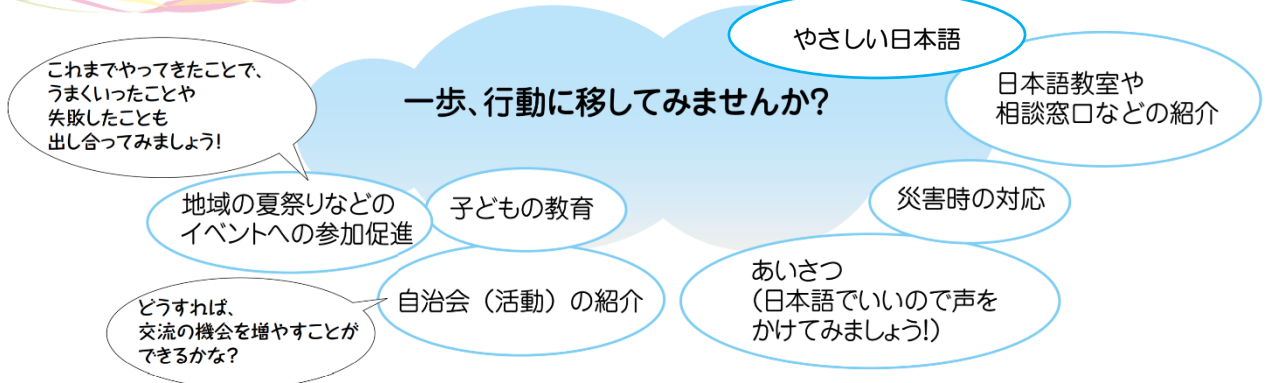 やさしい日本語
一歩、行動に移してみませんか?
日本語教室や
相談窓口などの紹介
これまでやってきたことで、
うまくいったことや
失敗したことも
出し合ってみましょう!
地域の夏祭りなどの
イベントへの参加促進
子どもの教育
災害時の対応
自治会（活動）の紹介
あいさつ
（日本語でいいので声を
かけてみましょう!）
どうすれば、
交流の機会を増やすことが
できるかな?